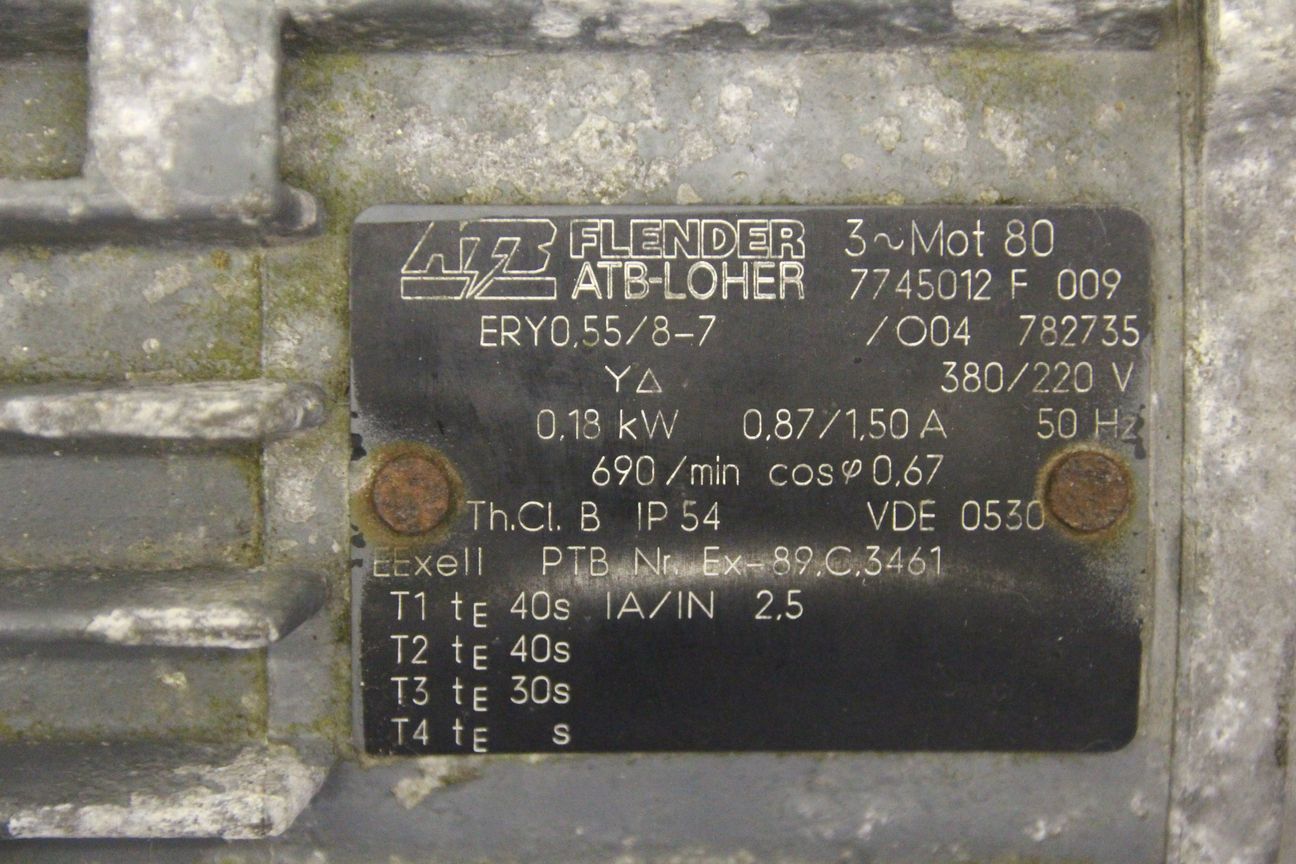 ATB FLENDER ATB-LOHER 3~Mot 80
7745012 F 009
ERY0,55/8-7 /O04 782735
Y△ 380/220 V
0,18 kW 0,87/1,50 A 50 Hz
690/min cosφ 0,67
Th.Cl. B IP 54 VDE 0530
EExeII PTB Nr. Ex-89.C.3461
T1 tE 40s IA/IN 2,5
T2 tE 40s
T3 tE 30s
T4 tE s